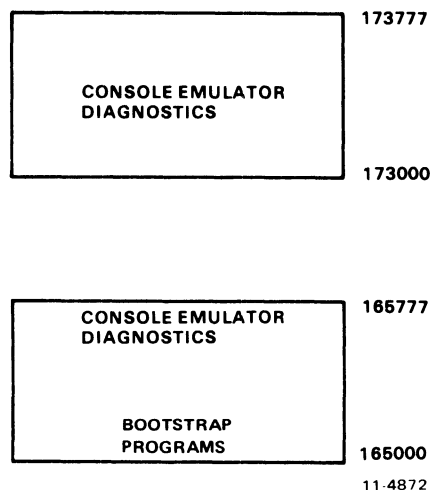 173777
CONSOLE EMULATOR
DIAGNOSTICS
173000
165777
CONSOLE EMULATOR
DIAGNOSTICS
BOOTSTRAP
PROGRAMS
165000
11-4872